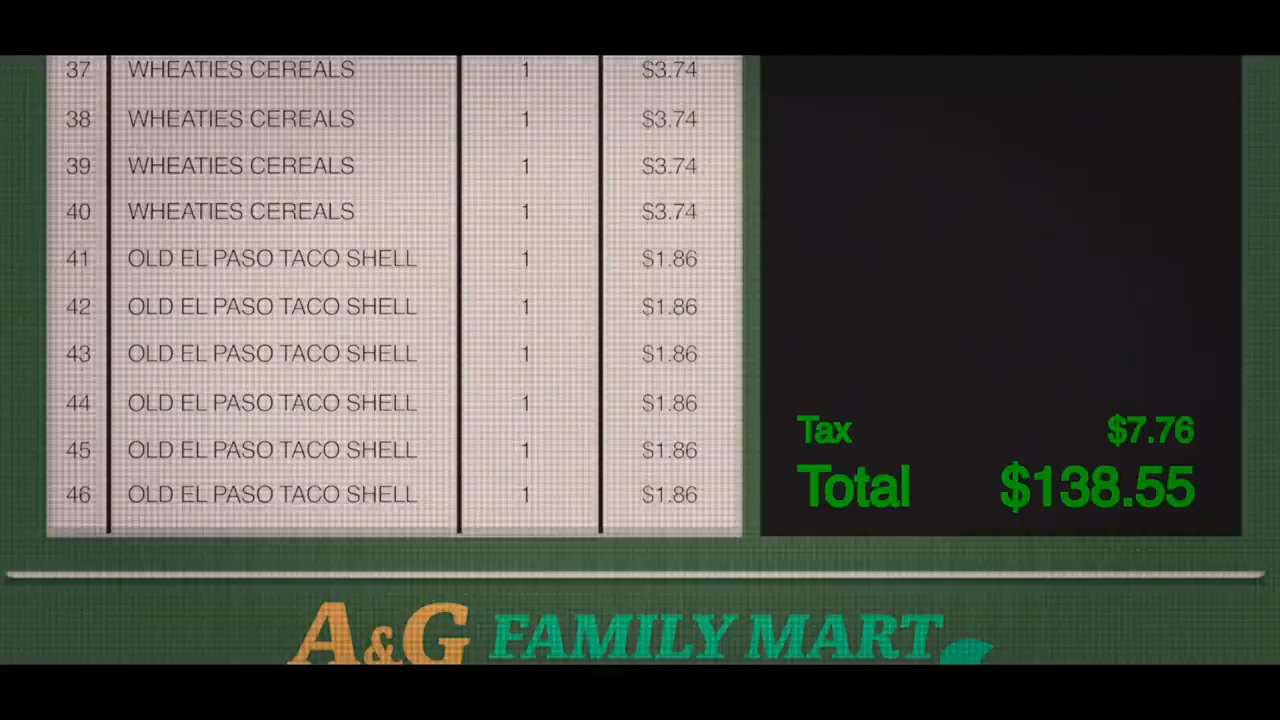 37 WHEATIES CEREALS 1 $3.74
38 WHEATIES CEREALS 1 $3.74
39 WHEATIES CEREALS 1 $3.74
40 WHEATIES CEREALS 1 $3.74
41 OLD EL PASO TACO SHELL 1 $1.86
42 OLD EL PASO TACO SHELL 1 $1.86
43 OLD EL PASO TACO SHELL 1 $1.86
44 OLD EL PASO TACO SHELL 1 $1.86
45 OLD EL PASO TACO SHELL 1 $1.86
46 OLD EL PASO TACO SHELL 1 $1.86
Tax $7.76
Total $138.55
A&G FAMILY MART